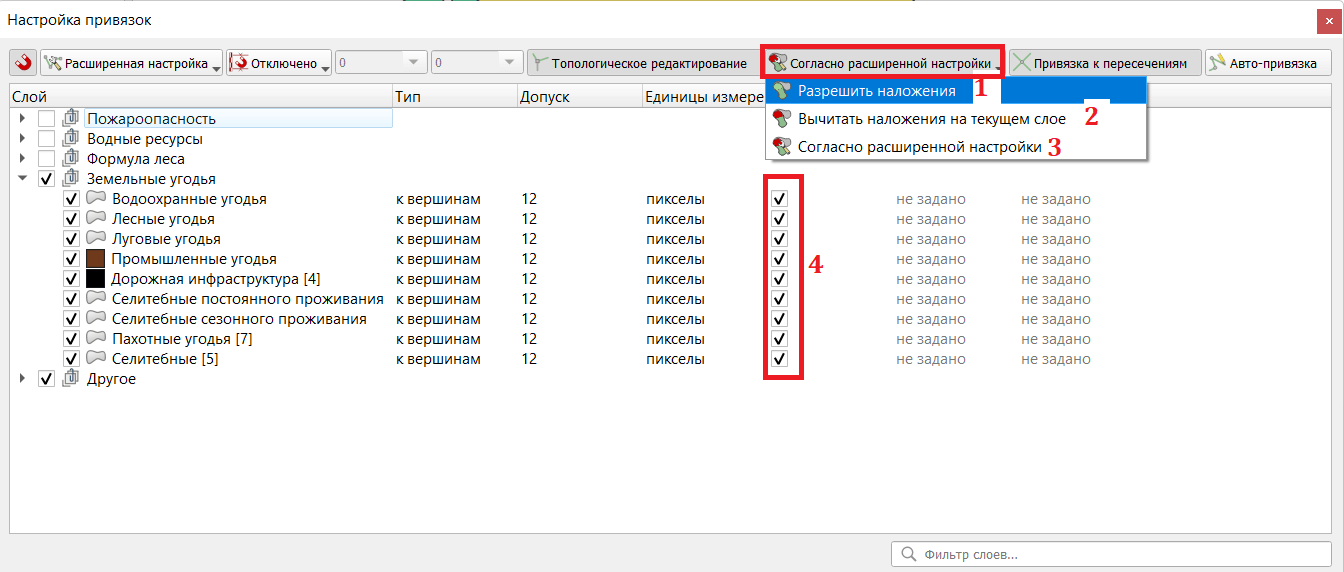 Настройка привязок
Расширенная настройка Отключено 0 0 Топологическое редактирование Согласно расширенной настройки Привязка к пересечениям Авто-привязка
Слой Тип Допуск Единицы измере
Разрешить наложения 1
Вычитать наложения на текущем слое 2
Согласно расширенной настройки 3
Пожароопасность
Водные ресурсы
Формула леса
Земельные угодья
Водоохранные угодья к вершинам 12 пикселы не задано не задано
Лесные угодья к вершинам 12 пикселы не задано не задано
Луговые угодья к вершинам 12 пикселы не задано не задано
Промышленные угодья к вершинам 12 пикселы не задано не задано
4
Дорожная инфраструктура [4] к вершинам 12 пикселы не задано не задано
Селитебные постоянного проживания к вершинам 12 пикселы не задано не задано
Селитебные сезонного проживания к вершинам 12 пикселы не задано не задано
Пахотные угодья [7] к вершинам 12 пикселы не задано не задано
Селитебные [5] к вершинам 12 пикселы не задано не задано
Другое
Фильтр слоев...